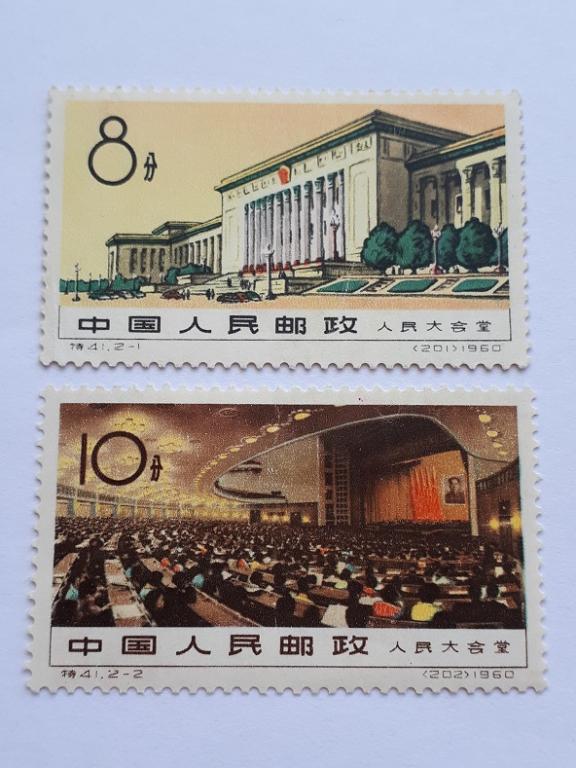 8分
中国人民邮政 人民大会堂
特41.2-1 (201)1960
10分
中国人民邮政 人民大会堂
特41.2-2 (202)1960